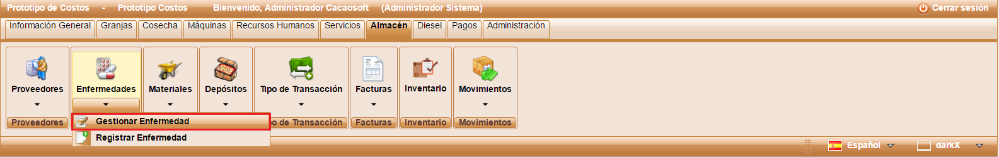 Prototipo de Costos - Prototipo Costos Bienvenido, Administrador Cacaosoft (Administrador Sistema) Cerrar sesión
Información General Granjas Cosecha Máquinas Recursos Humanos Servicios Almacén Diesel Pagos Administración
Proveedores Enfermedades Materiales Depósitos Tipo de Transacción Facturas Inventario Movimientos
Proveedores Gestionar Enfermedad po de Transacción Facturas Inventario Movimientos
Registrar Enfermedad
Español darkX